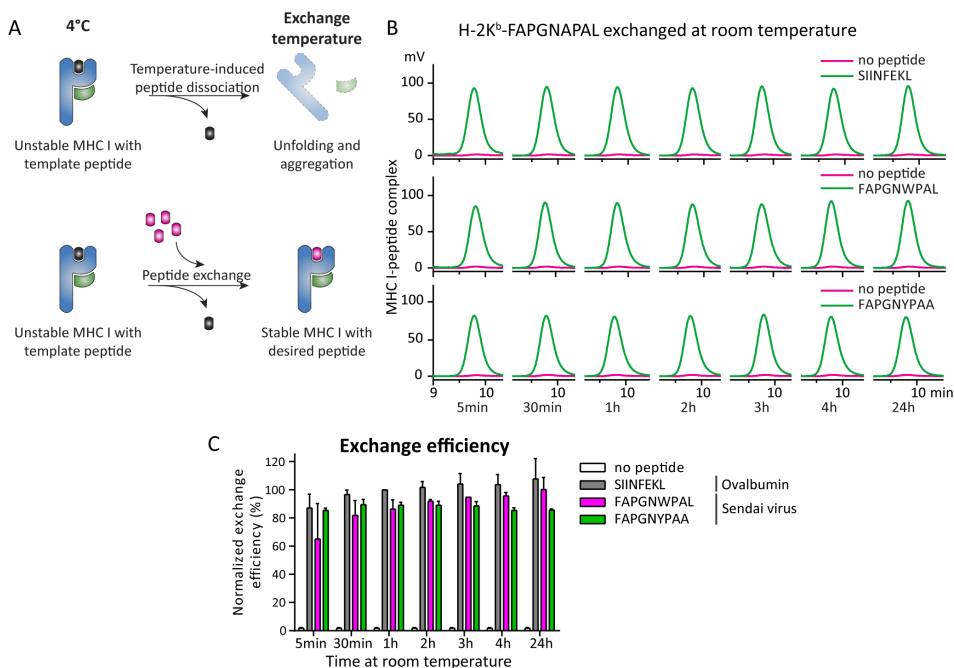 A
4°C
Exchange
temperature
Temperature-induced
peptide dissociation
Unstable MHC I with
template peptide
Unfolding and
aggregation
Peptide exchange
Unstable MHC I with
template peptide
Stable MHC I with
desired peptide
B
H-2Kᵇ-FAPGNAPAL exchanged at room temperature
mV
MHC I-peptide complex
100
50
0
no peptide
SIINFEKL
100
50
0
no peptide
FAPGNWPAL
100
50
0
no peptide
FAPGNYPAA
9 10 10 10 10 10 10 10 min
5min 30min 1h 2h 3h 4h 24h
C
Exchange efficiency
Normalized exchange
efficiency (%)
120
100
80
60
40
20
0
5min 30min 1h 2h 3h 4h 24h
Time at room temperature
no peptide
SIINFEKL Ovalbumin
FAPGNWPAL Sendai virus
FAPGNYPAA